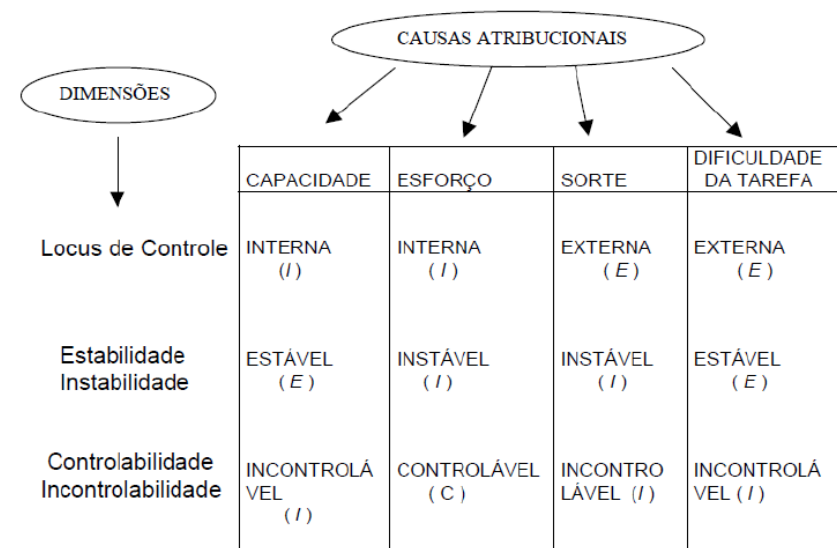 CAUSAS ATRIBUCIONAIS
DIMENSÕES
CAPACIDADE ESFORÇO SORTE DIFICULDADE
DA TAREFA
Locus de Controle INTERNA INTERNA EXTERNA EXTERNA
(I) ( I ) ( E ) ( E )
Estabilidade ESTÁVEL INSTÁVEL INSTÁVEL ESTÁVEL
Instabilidade ( E ) ( I ) ( I ) ( E )
Controlabilidade INCONTROLÁ CONTROLÁVEL INCONTRO INCONTROLÁ
Incontrolabilidade VEL ( C ) LÁVEL (I) VEL ( I )
( I )